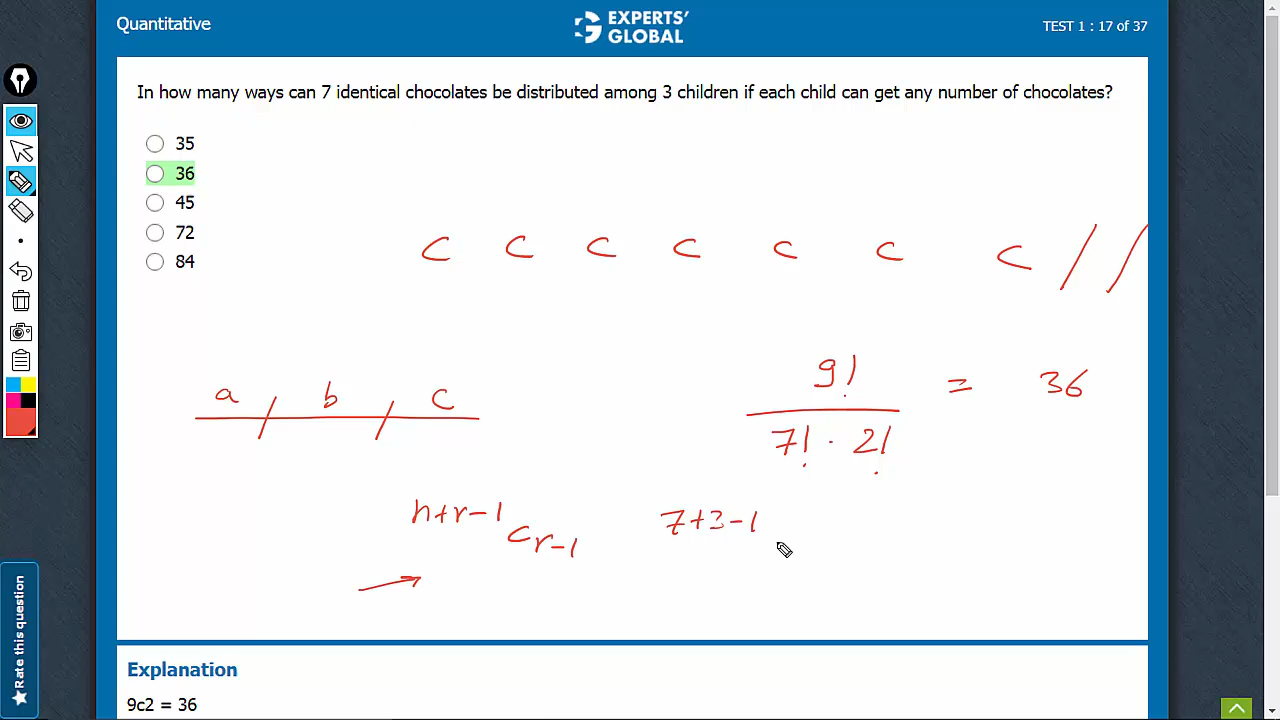 Quantitative
EXPERTS'
GLOBAL
TEST 1 : 17 of 37
In how many ways can 7 identical chocolates be distributed among 3 children if each child can get any number of chocolates?
35
36
45
72
84
c c c c c c c / /
a / b / c
9!
7! . 2!
= 36
n+r-1
c
r-1
7+3-1
Rate this question
Explanation
9c2 = 36